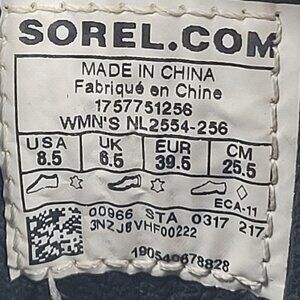 SOREL.COM
MADE IN CHINA
Fabriqué en Chine
1757751256
WMN'S NL2554-256
USA UK EUR CM
8.5 6.5 39.5 25.5
ECA-11
00966 STA 0317 217
3NZJ8VHF00222
190540678828